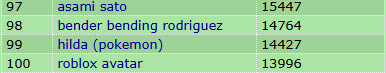 97 asami sato 15447
98 bender bending rodriguez 14764
99 hilda (pokemon) 14427
100 roblox avatar 13996